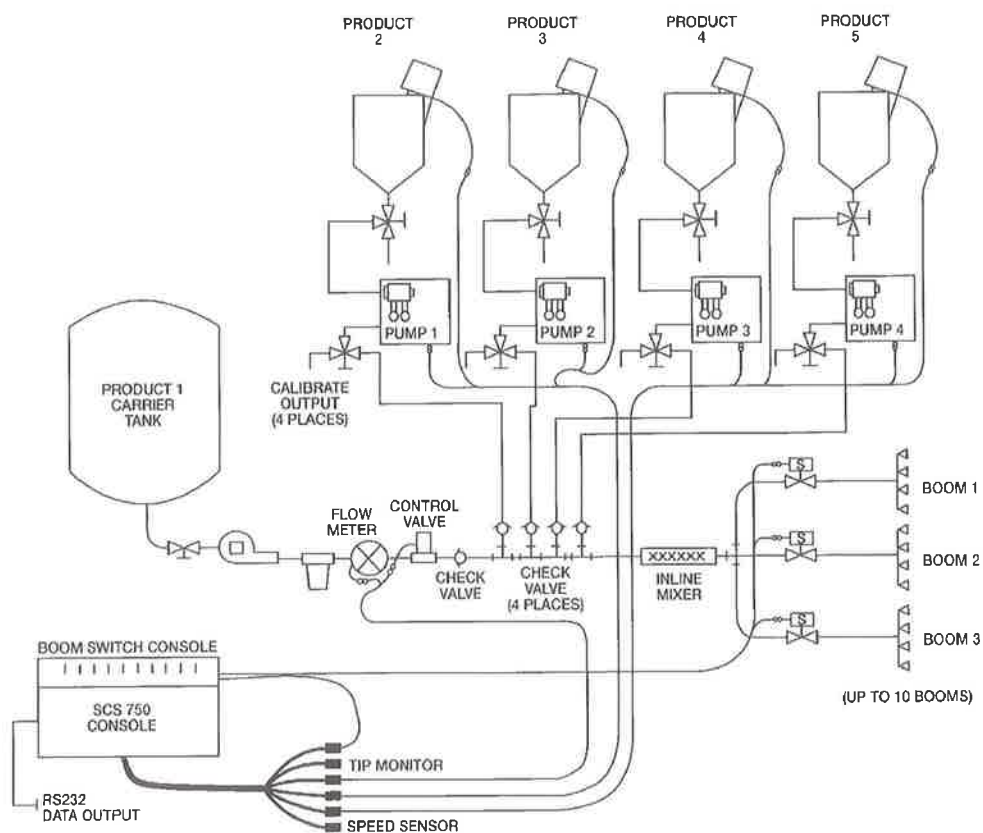 PRODUCT
2
PRODUCT
3
PRODUCT
4
PRODUCT
5
PUMP 1
PUMP 2
PUMP 3
PUMP 4
PRODUCT 1
CARRIER
TANK
CALIBRATE
OUTPUT
(4 PLACES)
FLOW
METER
CONTROL
VALVE
CHECK
VALVE
CHECK
VALVE
(4 PLACES)
XXXXXX
INLINE
MIXER
S
BOOM 1
S
BOOM 2
S
BOOM 3
(UP TO 10 BOOMS)
BOOM SWITCH CONSOLE
SCS 750
CONSOLE
TIP MONITOR
SPEED SENSOR
RS232
DATA OUTPUT